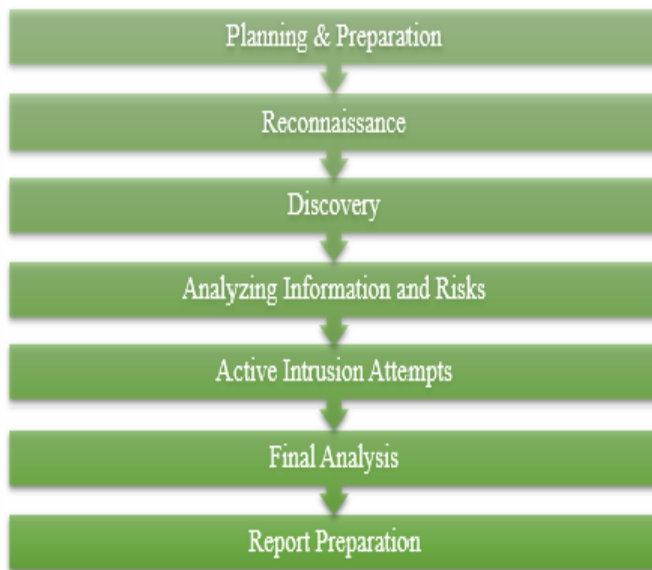 Planning & Preparation
Reconnaissance
Discovery
Analyzing Information and Risks
Active Intrusion Attempts
Final Analysis
Report Preparation